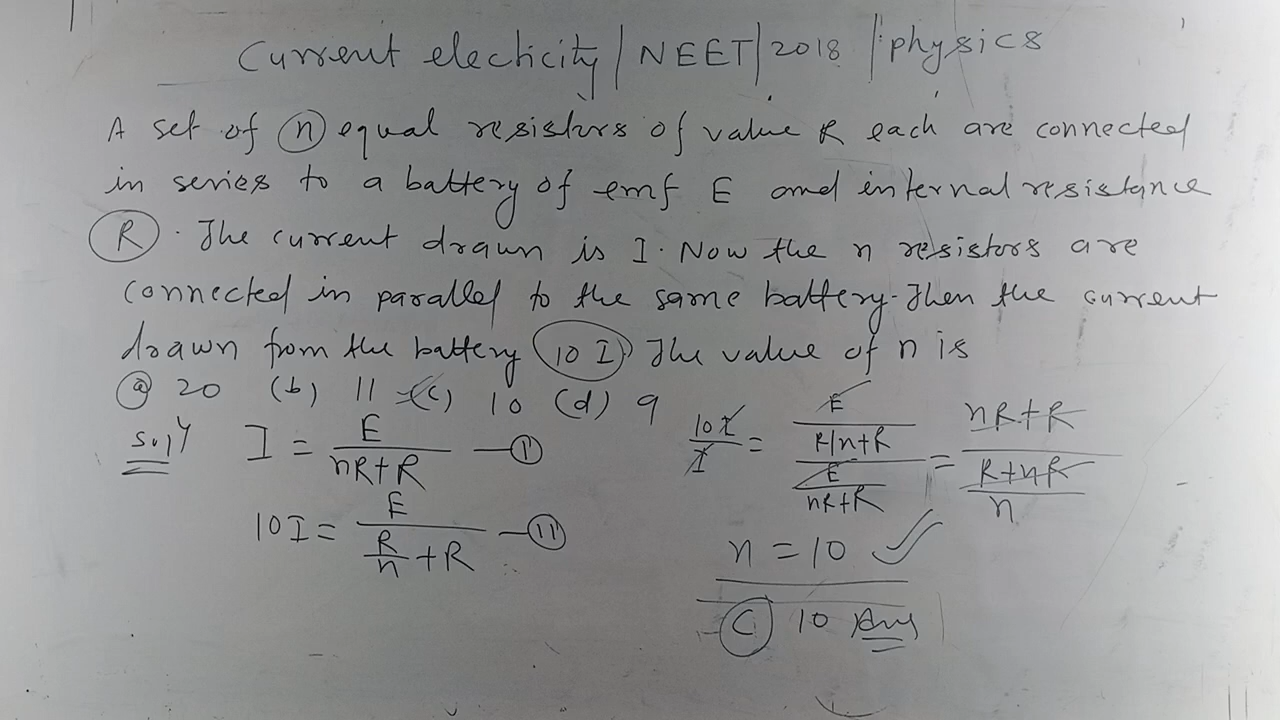 Current electicity | NEET | 2018 | physics
A set of n equal resistors of value R each are connected
in series to a battery of emf E and internal resistance
R. The current drawn is I. Now the n resistors are
connected in parallel to the same battery. Then the current
drawn from the battery 10 I. The value of n is
(a) 20 (b) 11 (c) 10 (d) 9
Sol
I = E / (nR + R) — (I)
10I = E / (R/n + R) — (II)
10I / I = (E / (R/n + R)) / (E / (nR + R)) = (nR + R) / ((R + nR) / n)
n = 10
(C) 10 Ans